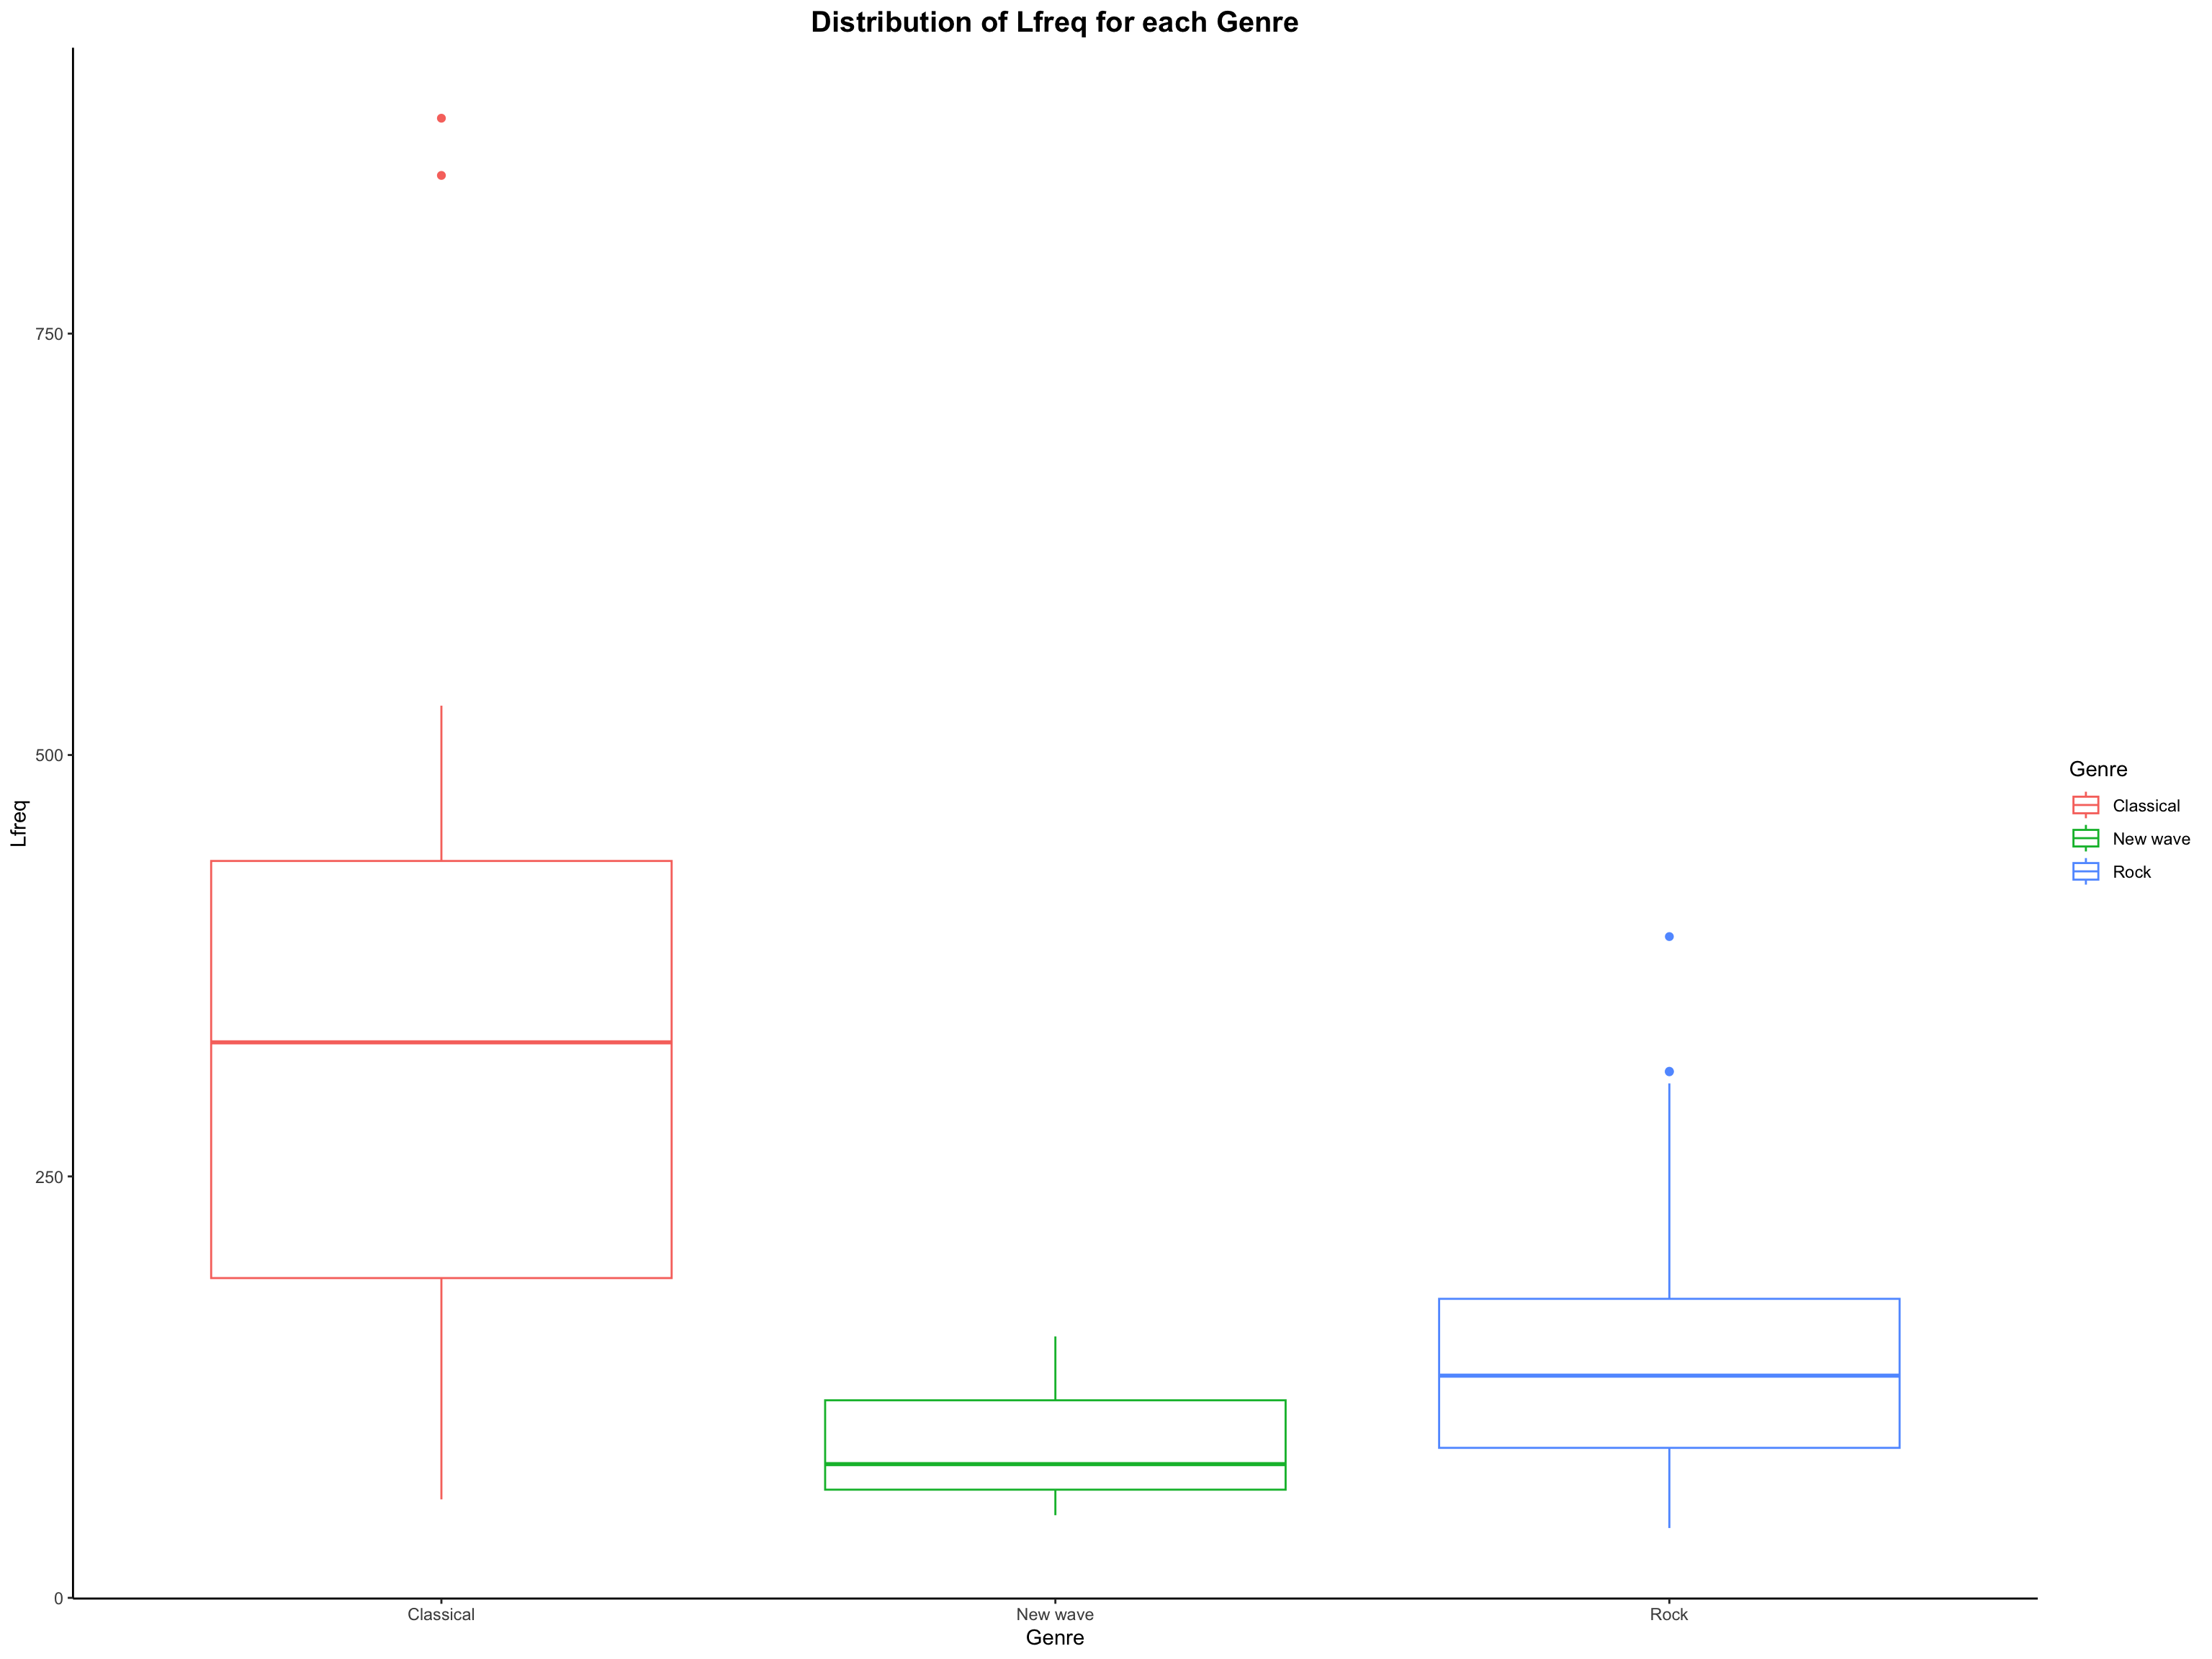 Distribution of Lfreq for each Genre
750
500
250
0
Lfreq
Classical
New wave
Rock
Genre
Genre
Classical
New wave
Rock